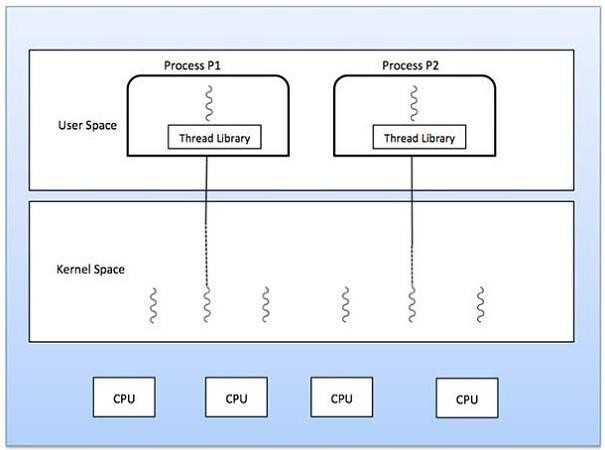 Process P1
Process P2
User Space
Thread Library
Thread Library
Kernel Space
CPU
CPU
CPU
CPU